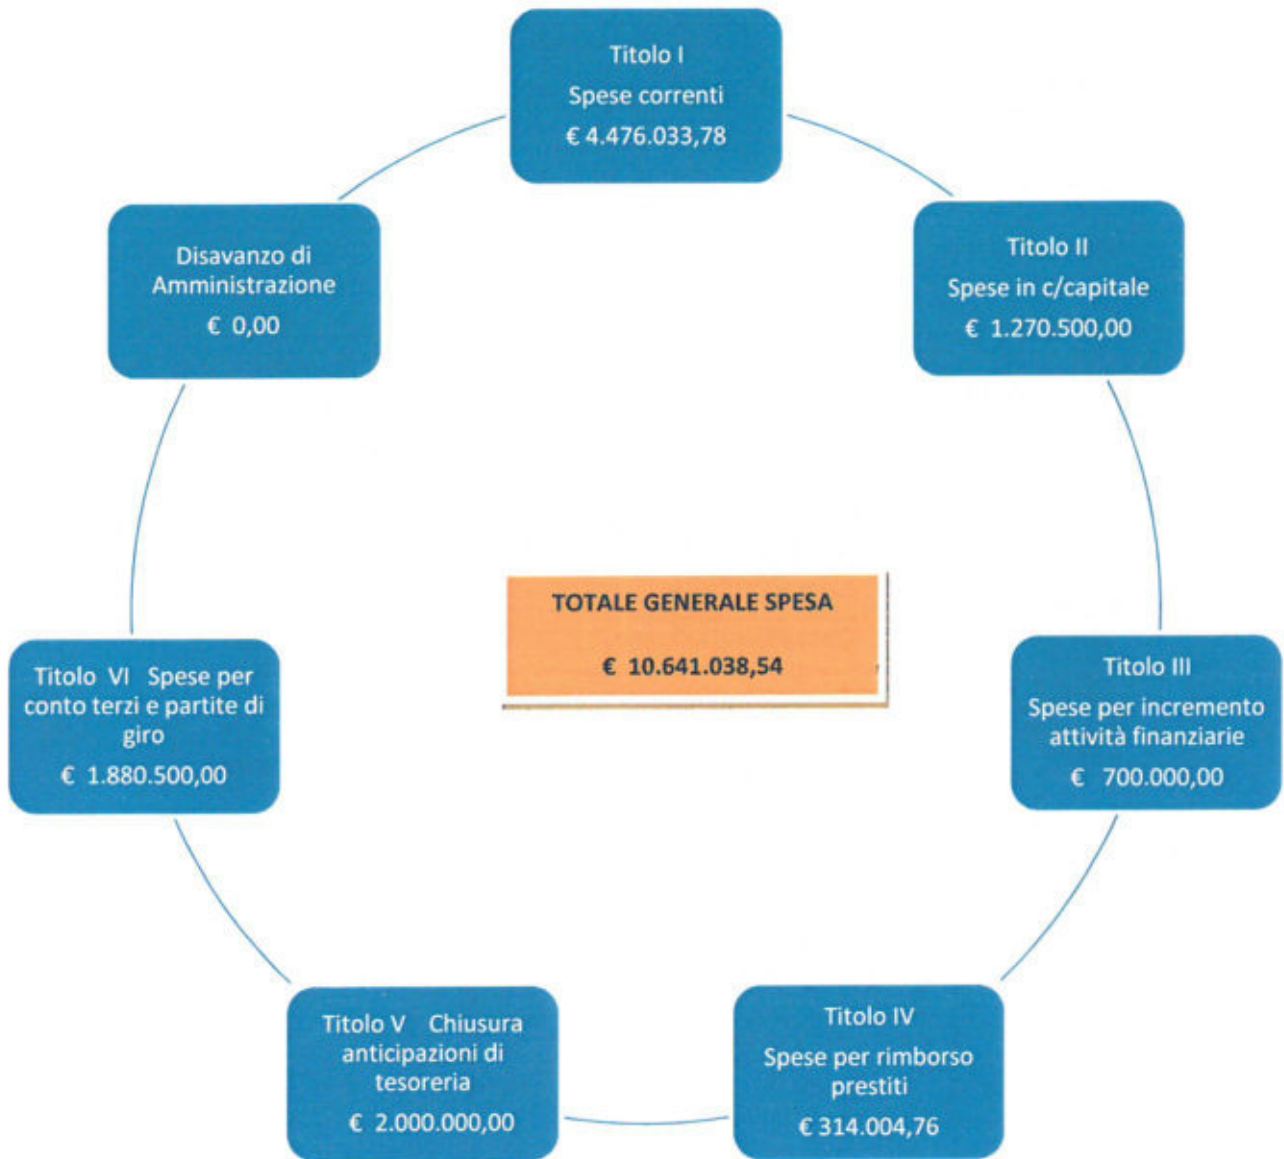 Titolo I
Spese correnti
€ 4.476.033,78
Titolo II
Spese in c/capitale
€ 1.270.500,00
Titolo III
Spese per incremento
attività finanziarie
€ 700.000,00
Titolo IV
Spese per rimborso
prestiti
€ 314.004,76
Titolo V Chiusura
anticipazioni di
tesoreria
€ 2.000.000,00
Titolo VI Spese per
conto terzi e partite di
giro
€ 1.880.500,00
Disavanzo di
Amministrazione
€ 0,00
TOTALE GENERALE SPESA
€ 10.641.038,54